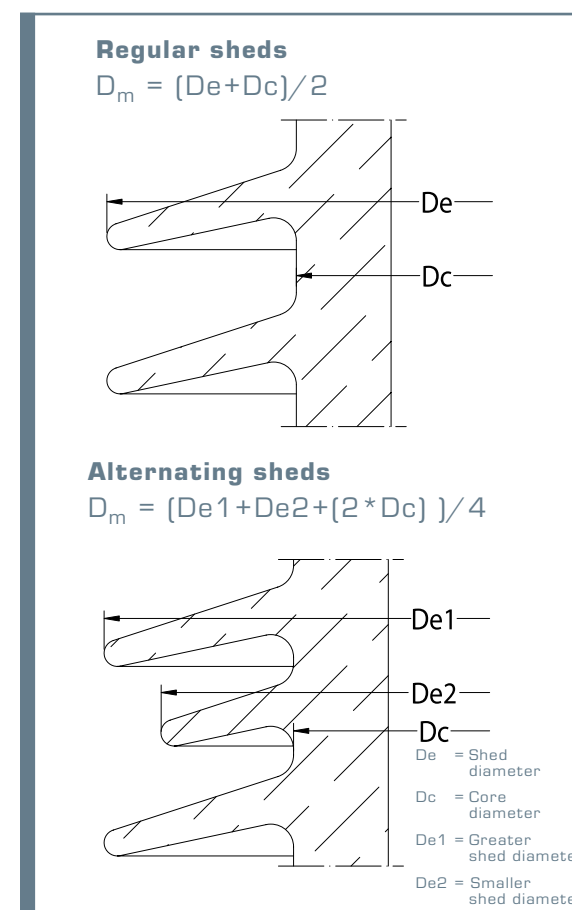 Regular sheds
Dm = (De+Dc)/2
De
Dc
Alternating sheds
Dm = (De1+De2+(2*Dc) )/4
De1
De2
Dc
De = Shed
diameter
Dc = Core
diameter
De1 = Greater
shed diamete
De2 = Smaller
shed diamete